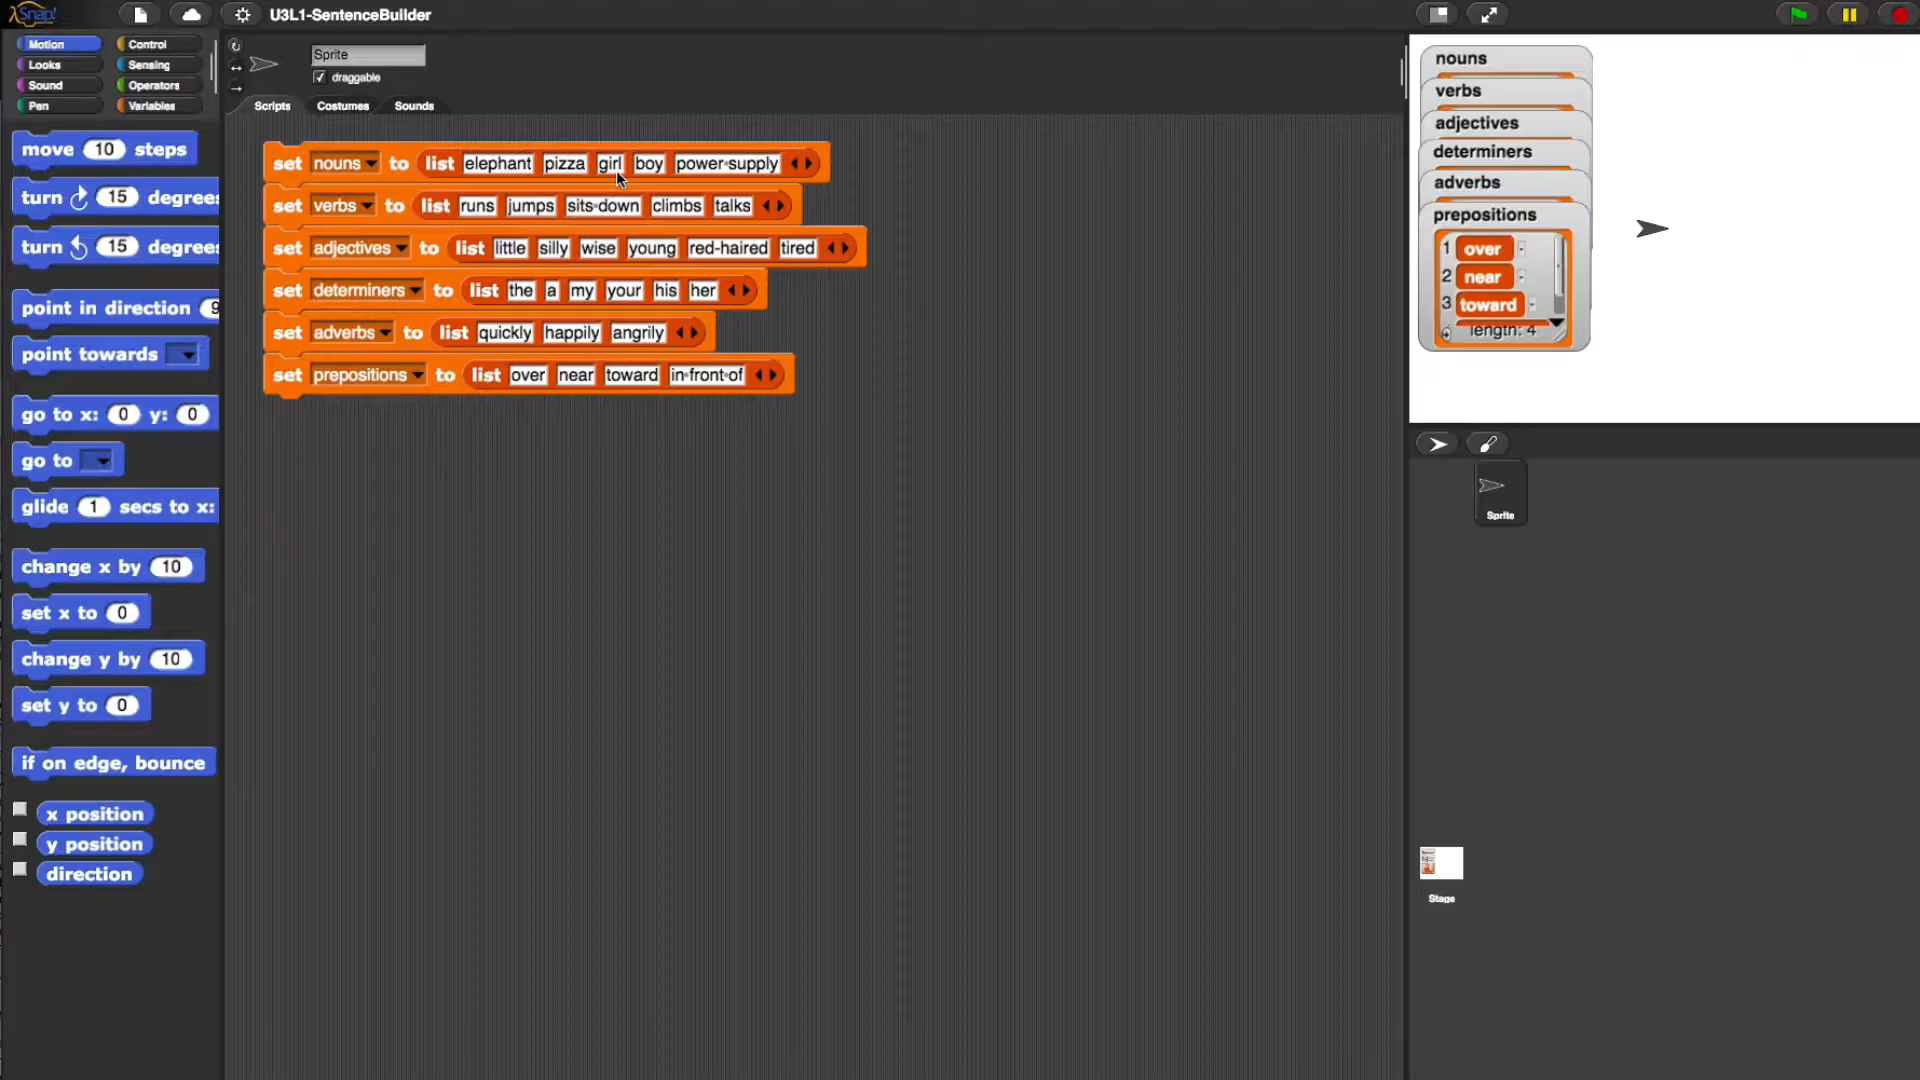 Snap!
U3L1-SentenceBuilder
Motion
Control
Looks
Sensing
Sound
Operators
Pen
Variables
move 10 steps
turn 15 degrees
turn 15 degrees
point in direction 9
point towards
go to x: 0 y: 0
go to
glide 1 secs to x:
change x by 10
set x to 0
change y by 10
set y to 0
if on edge, bounce
x position
y position
direction
Sprite
draggable
Scripts Costumes Sounds
set nouns to list elephant pizza girl boy power supply
set verbs to list runs jumps sits down climbs talks
set adjectives to list little silly wise young red-haired tired
set determiners to list the a my your his her
set adverbs to list quickly happily angrily
set prepositions to list over near toward in front of
nouns
verbs
adjectives
determiners
adverbs
prepositions
1 over
2 near
3 toward
length: 4
Sprite
Stage